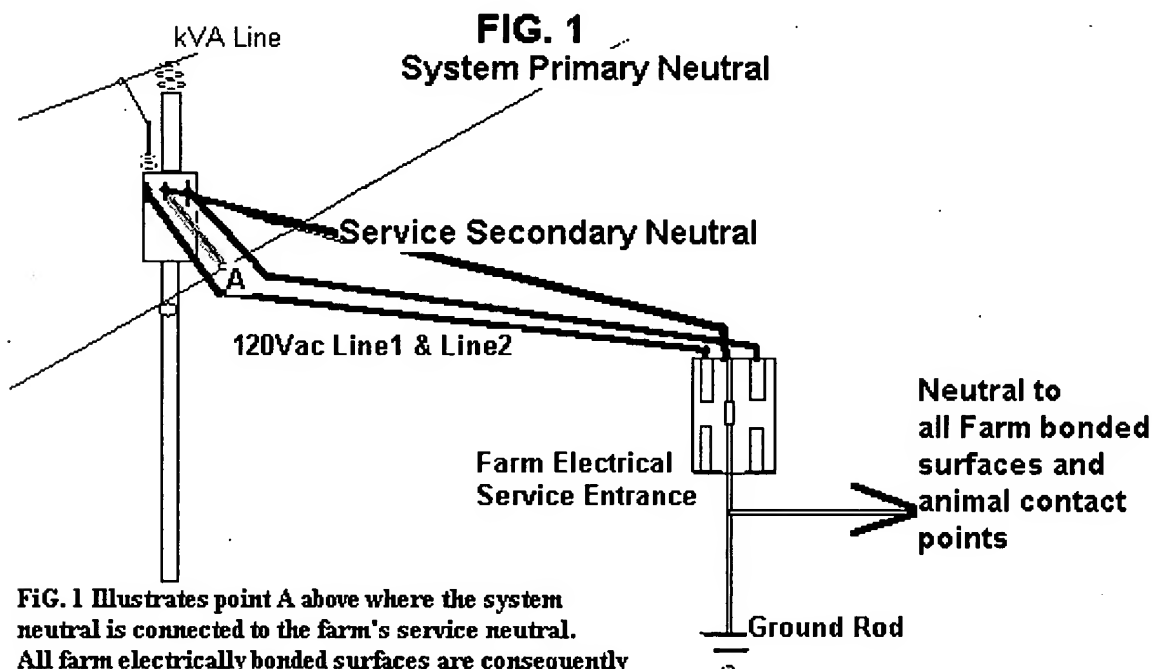 FIG. 1
kVA Line
System Primary Neutral
Service Secondary Neutral
A
120Vac Line1 & Line2
Neutral to
all Farm bonded
surfaces and
animal contact
points
Farm Electrical
Service Entrance
Ground Rod
FiG. 1 Illustrates point A above where the system
neutral is connected to the farm's service neutral.
All farm electrically bonded surfaces are consequently